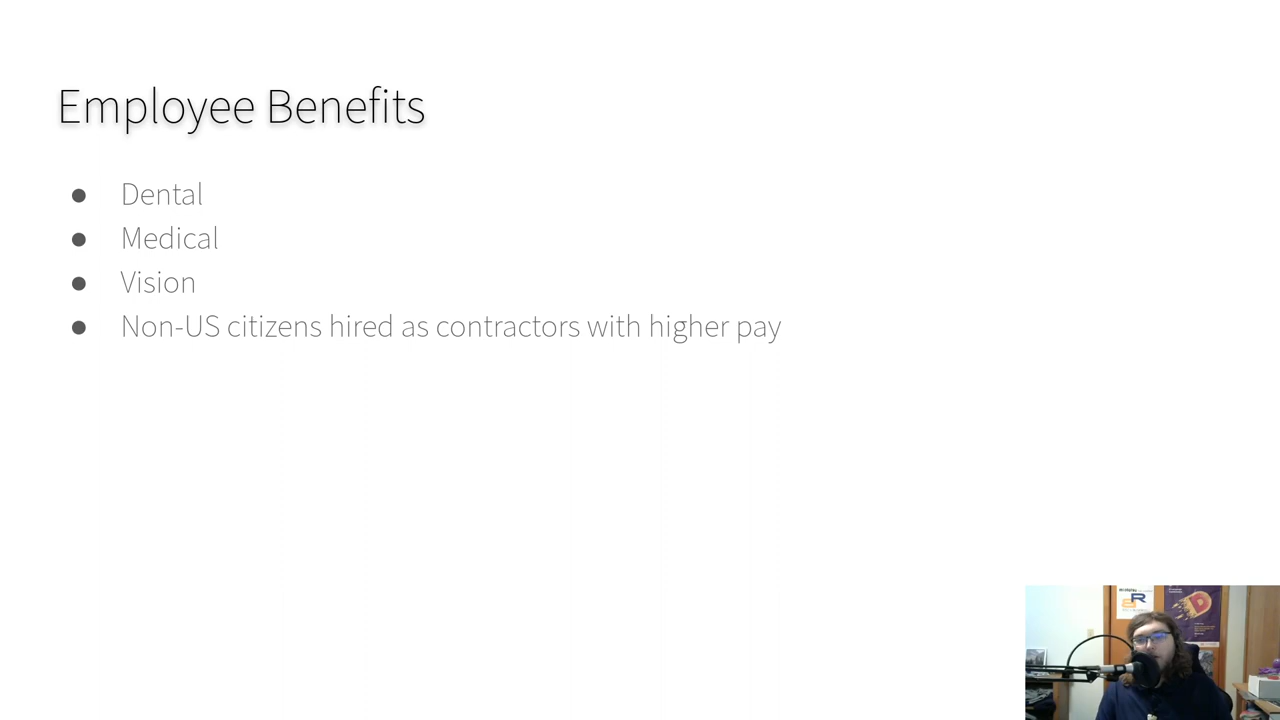 Employee Benefits
Dental
Medical
Vision
Non-US citizens hired as contractors with higher pay